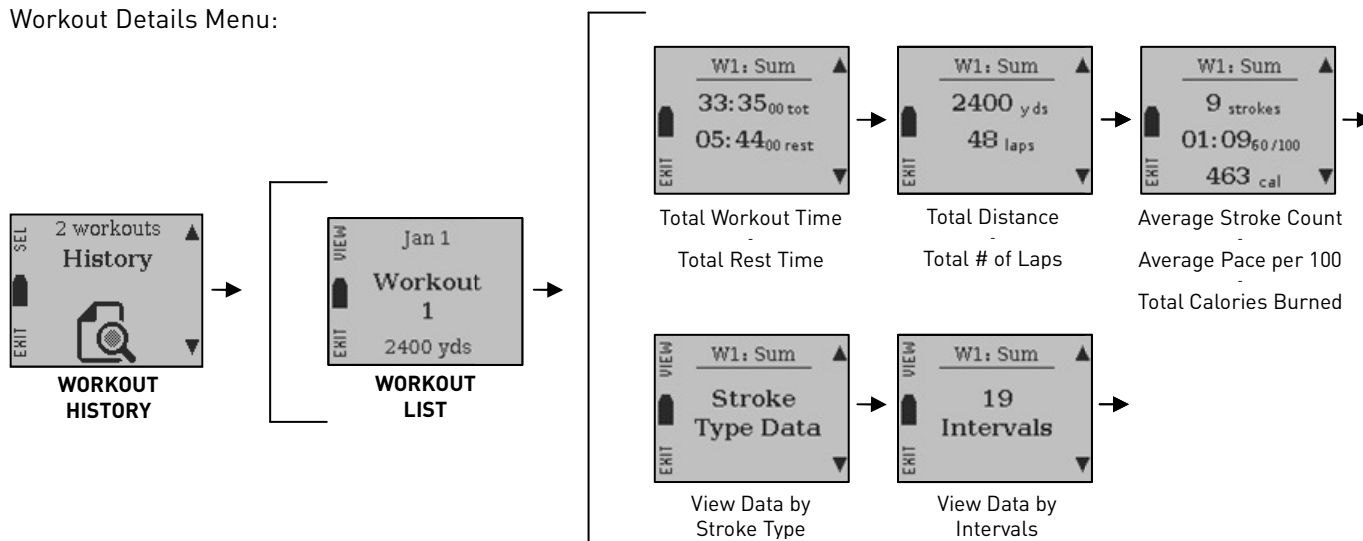 Workout Details Menu:
W1: Sum
33:35 00 tot
05:44 00 rest
EXIT
Total Workout Time
-
Total Rest Time
W1: Sum
2400 yds
48 laps
EXIT
Total Distance
-
Total # of Laps
W1: Sum
9 strokes
01:09 60/100
463 cal
EXIT
Average Stroke Count
-
Average Pace per 100
-
Total Calories Burned
SEL
2 workouts
History
EXIT
WORKOUT
HISTORY
VIEW
Jan 1
Workout
1
2400 yds
EXIT
WORKOUT
LIST
VIEW
W1: Sum
Stroke
Type Data
EXIT
View Data by
Stroke Type
VIEW
W1: Sum
19
Intervals
EXIT
View Data by
Intervals